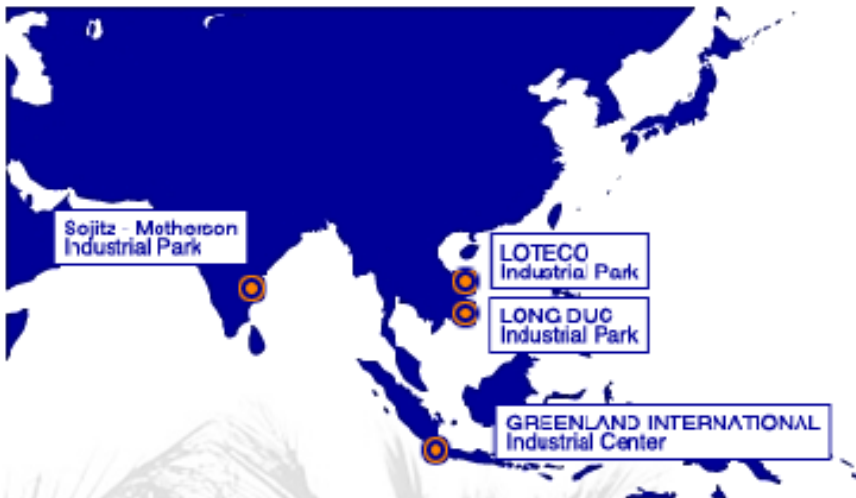 Sojitz - Motherson
Industrial Park
LOTECO
Industrial Park
LONG DUC
Industrial Park
GREENLAND INTERNATIONAL
Industrial Center